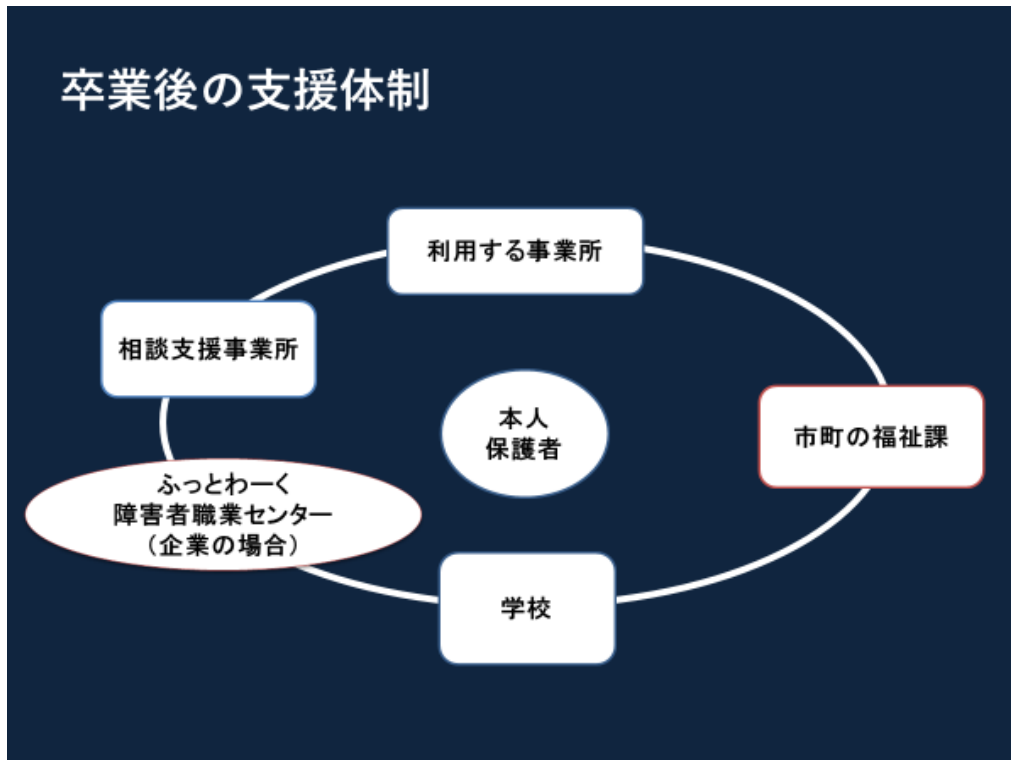 卒業後の支援体制
利用する事業所
相談支援事業所
本人
保護者
市町の福祉課
ふっとわーく
障害者職業センター
（企業の場合）
学校